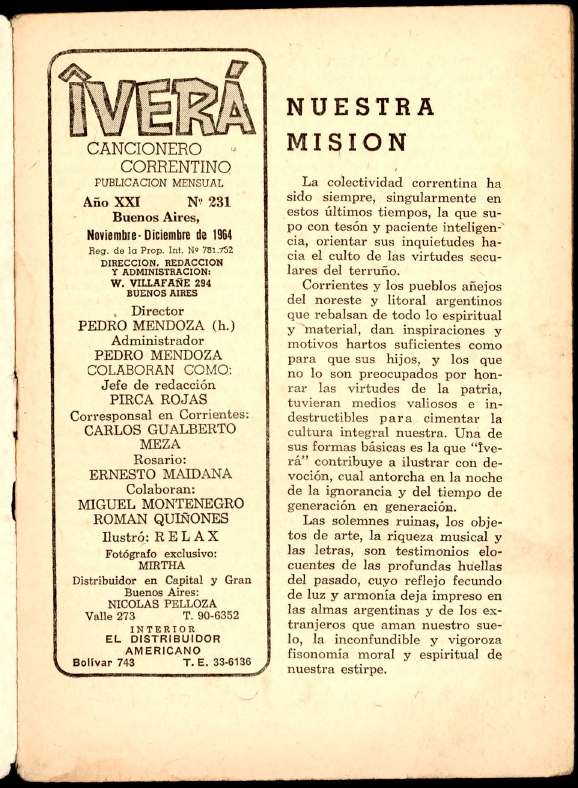 ÎVERÁ
CANCIONERO
CORRENTINO
PUBLICACION MENSUAL
Año XXI Nº 231
Buenos Aires,
Noviembre - Diciembre de 1964
Reg. de la Prop. Int. Nº 781.752
DIRECCION, REDACCION
Y ADMINISTRACION:
W. VILLAFAÑE 294
BUENOS AIRES
Director
PEDRO MENDOZA (h.)
Administrador
PEDRO MENDOZA
COLABORAN COMO:
Jefe de redacción
PIRCA ROJAS
Corresponsal en Corrientes:
CARLOS GUALBERTO
MEZA
Rosario:
ERNESTO MAIDANA
Colaboran:
MIGUEL MONTENEGRO
ROMAN QUIÑONES
Ilustró: RELAX
Fotógrafo exclusivo:
MIRTHA
Distribuidor en Capital y Gran
Buenos Aires:
NICOLAS PELLOZA
Valle 273 T. 90-6352
INTERIOR
EL DISTRIBUIDOR
AMERICANO
Bolívar 743 T. E. 33-6136
NUESTRA
MISION
La colectividad correntina ha
sido siempre, singularmente en
estos últimos tiempos, la que su-
po con tesón y paciente inteligen-
cia, orientar sus inquietudes ha-
cia el culto de las virtudes secu-
lares del terruño.
Corrientes y los pueblos añejos
del noreste y litoral argentinos
que rebalsan de todo lo espiritual
y material, dan inspiraciones y
motivos hartos suficientes como
para que sus hijos, y los que
no lo son preocupados por hon-
rar las virtudes de la patria,
tuvieran medios valiosos e in-
destructibles para cimentar la
cultura integral nuestra. Una de
sus formas básicas es la que "Îve-
rá" contribuye a ilustrar con de-
voción, cual antorcha en la noche
de la ignorancia y del tiempo de
generación en generación.
Las solemnes ruinas, los obje-
tos de arte, la riqueza musical y
las letras, son testimonios elo-
cuentes de las profundas huellas
del pasado, cuyo reflejo fecundo
de luz y armonía deja impreso en
las almas argentinas y de los ex-
tranjeros que aman nuestro sue-
lo, la inconfundible y vigoroza
fisonomía moral y espiritual de
nuestra estirpe.